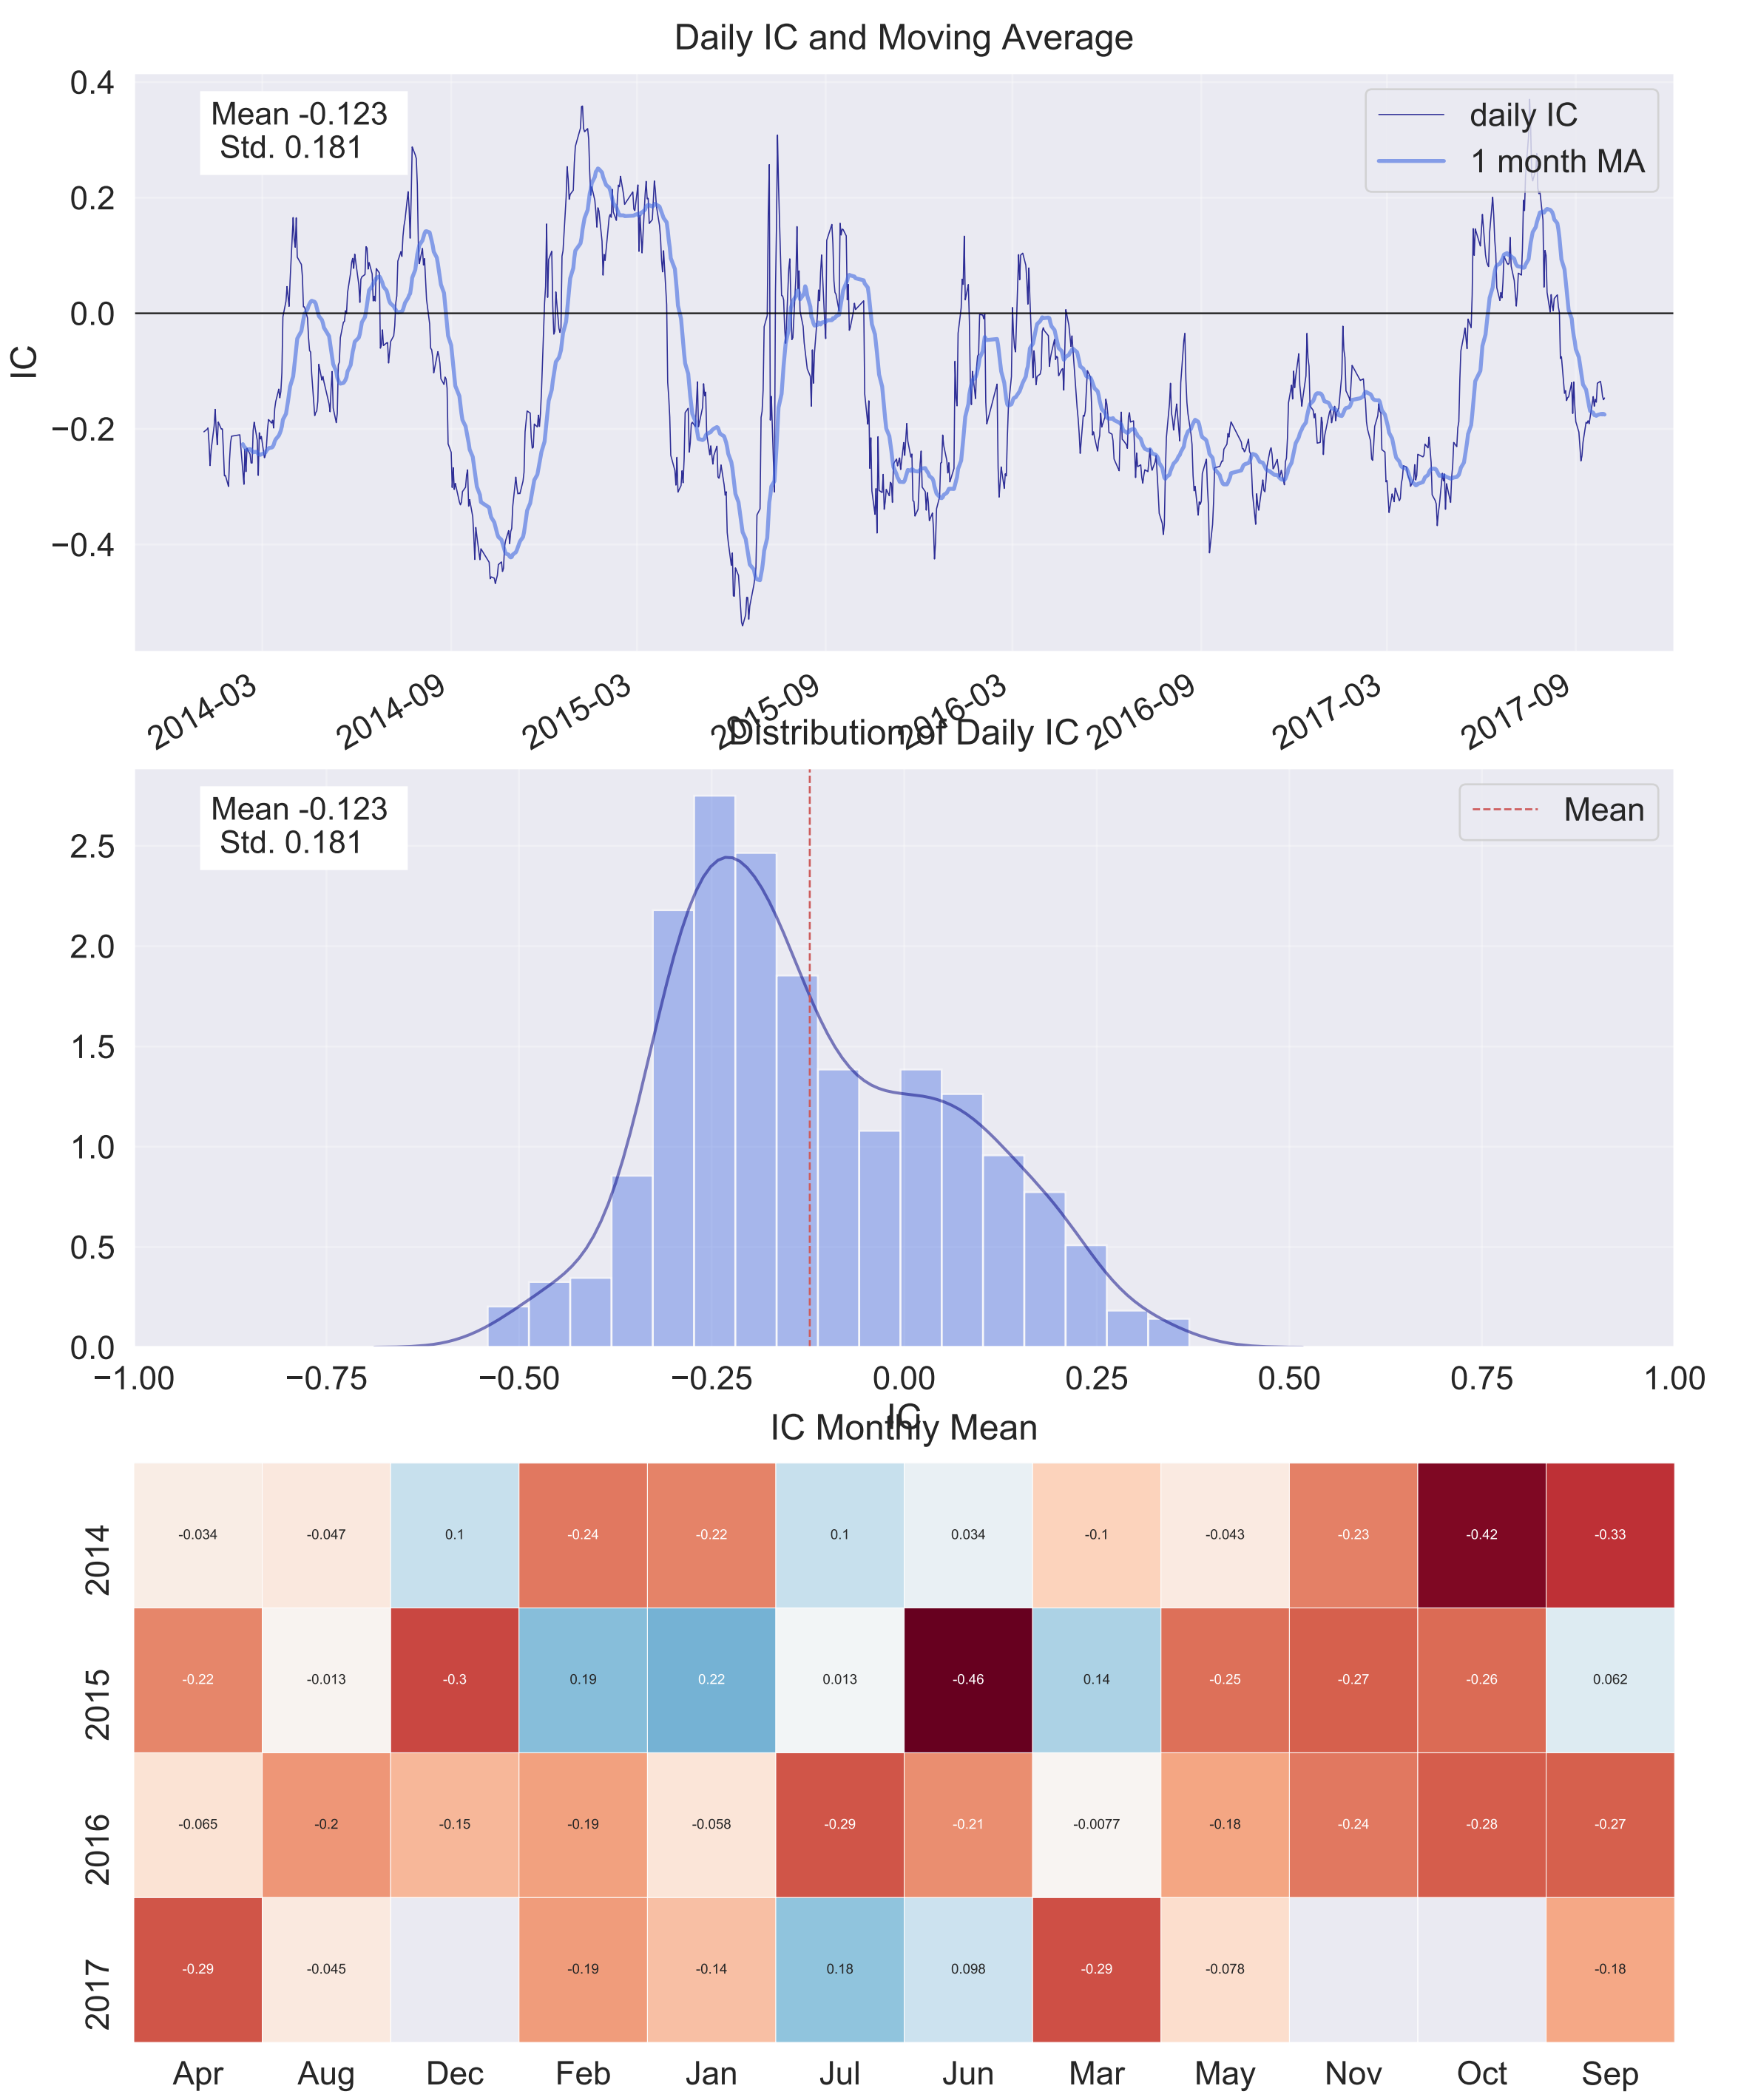 Daily IC and Moving Average
Mean -0.123
Std. 0.181
daily IC
1 month MA
0.4
0.2
0.0
−0.2
−0.4
IC
2014-03 2014-09 2015-03 2015-09 2016-03 2016-09 2017-03 2017-09
Distribution of Daily IC
Mean -0.123
Std. 0.181
Mean
2.5
2.0
1.5
1.0
0.5
0.0
−1.00 −0.75 −0.50 −0.25 0.00 0.25 0.50 0.75 1.00
IC
IC Monthly Mean
2014 -0.034 -0.047 0.1 -0.24 -0.22 0.1 0.034 -0.1 -0.043 -0.23 -0.42 -0.33
2015 -0.22 -0.013 -0.3 0.19 0.22 0.013 -0.46 0.14 -0.25 -0.27 -0.26 0.062
2016 -0.065 -0.2 -0.15 -0.19 -0.058 -0.29 -0.21 -0.0077 -0.18 -0.24 -0.28 -0.27
2017 -0.29 -0.045 -0.19 -0.14 0.18 0.098 -0.29 -0.078 -0.18
Apr Aug Dec Feb Jan Jul Jun Mar May Nov Oct Sep